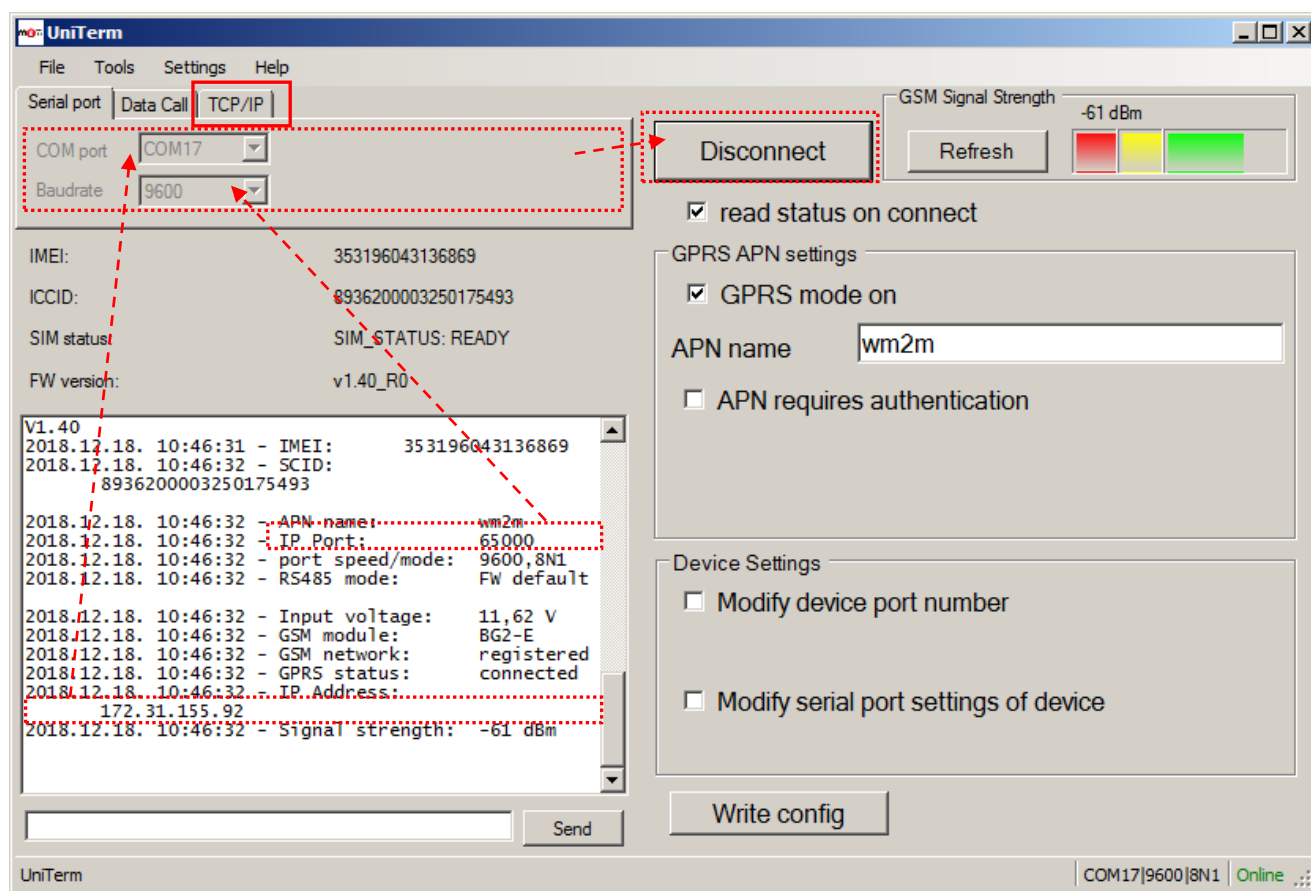 UniTerm
File Tools Settings Help
Serial port Data Call TCP/IP
COM port COM17
Baudrate 9600
Disconnect
GSM Signal Strength
-61 dBm
Refresh
read status on connect
IMEI: 353196043136869
ICCID: 8936200003250175493
SIM status: SIM_STATUS: READY
FW version: v1.40_R0
GPRS APN settings
GPRS mode on
APN name wm2m
APN requires authentication
V1.40
2018.12.18. 10:46:31 - IMEI: 353196043136869
2018.12.18. 10:46:32 - SCID:
8936200003250175493
2018.12.18. 10:46:32 - APN name: wm2m
2018.12.18. 10:46:32 - IP Port: 65000
2018.12.18. 10:46:32 - port speed/mode: 9600,8N1
2018.12.18. 10:46:32 - RS485 mode: FW default
2018.12.18. 10:46:32 - Input voltage: 11,62 V
2018.12.18. 10:46:32 - GSM module: BG2-E
2018.12.18. 10:46:32 - GSM network: registered
2018.12.18. 10:46:32 - GPRS status: connected
2018.12.18. 10:46:32 - IP Address:
172.31.155.92
2018.12.18. 10:46:32 - Signal strength: -61 dBm
Device Settings
Modify device port number
Modify serial port settings of device
Send
Write config
UniTerm
COM17|9600|8N1 Online